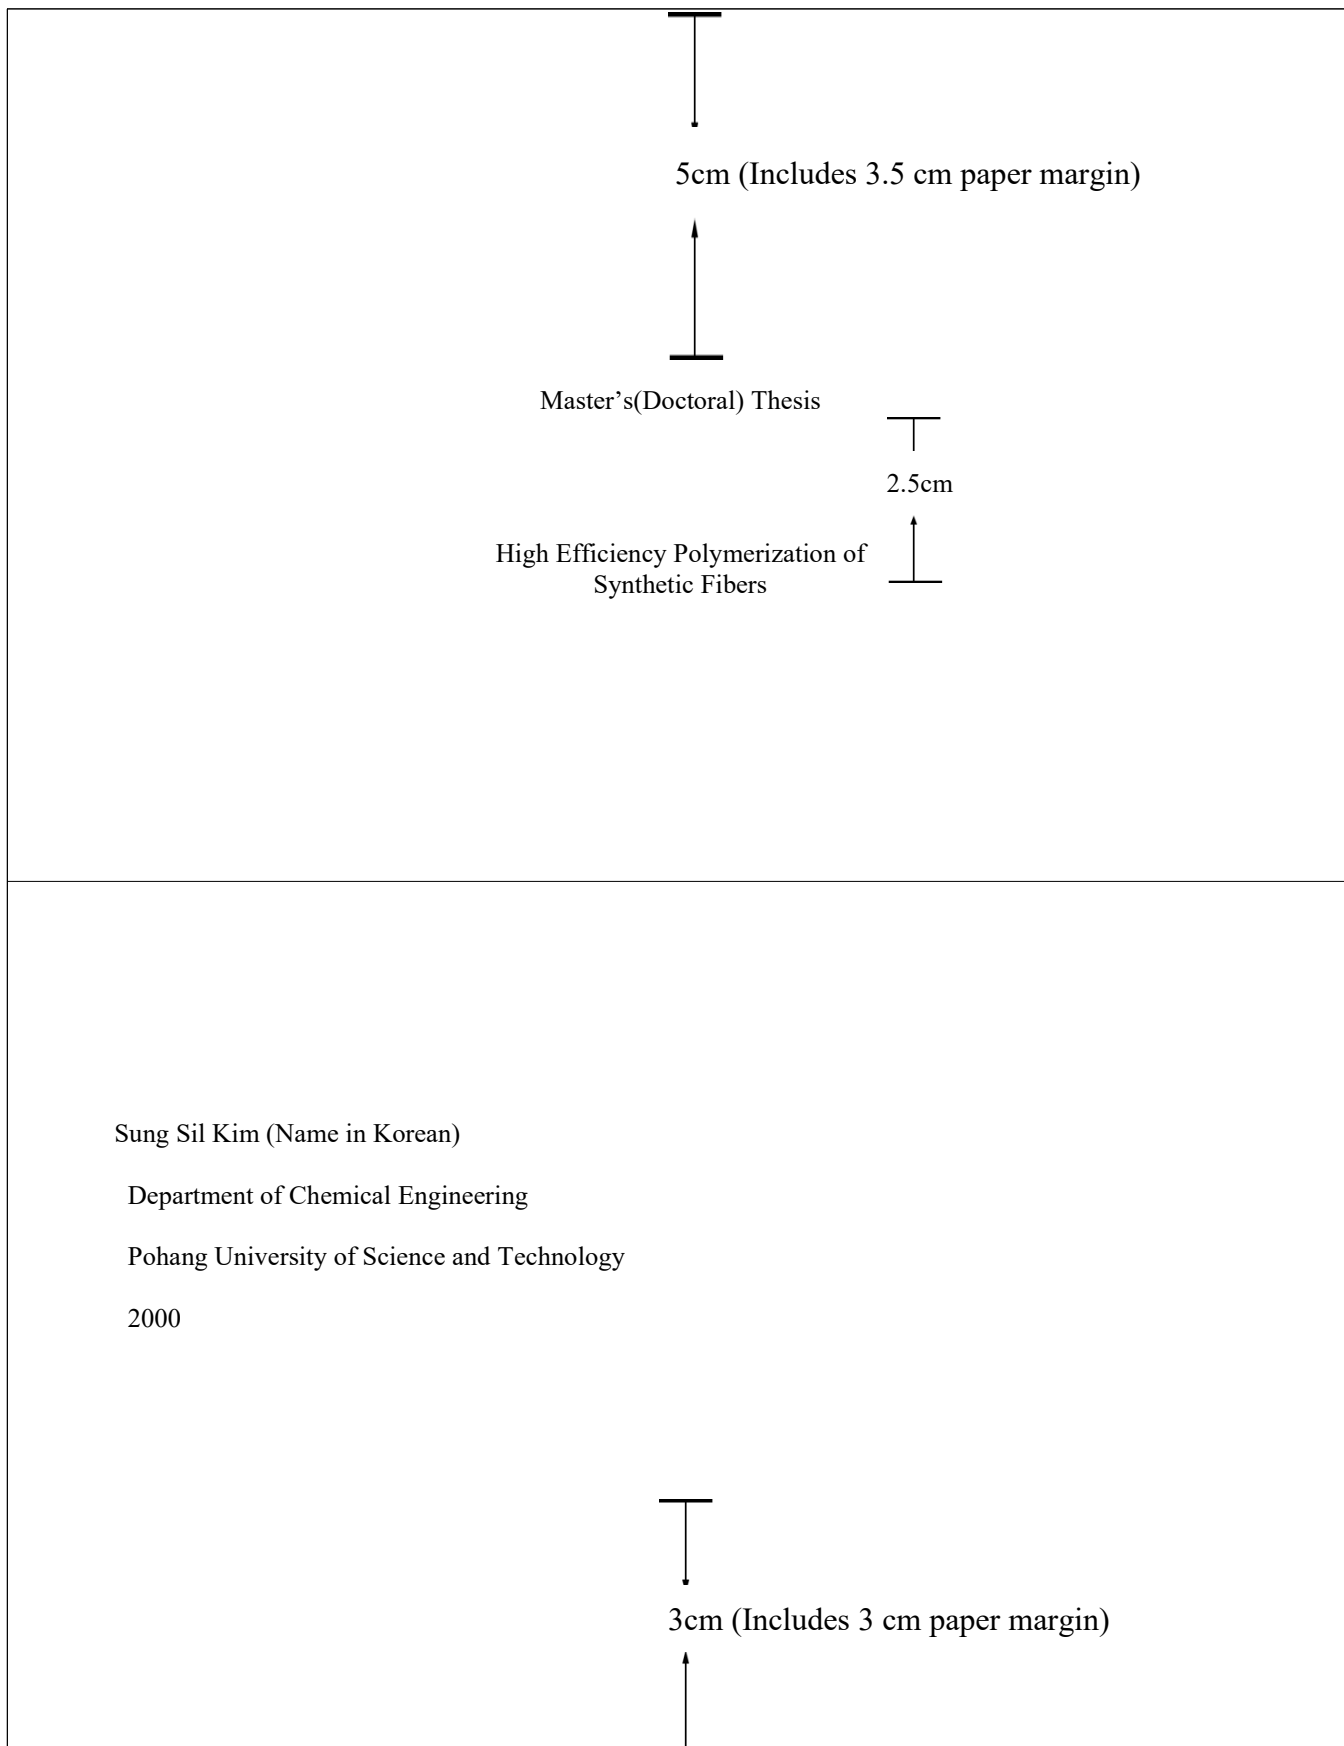 5cm (Includes 3.5 cm paper margin)
Master’s(Doctoral) Thesis
2.5cm
High Efficiency Polymerization of
Synthetic Fibers
Sung Sil Kim (Name in Korean)
Department of Chemical Engineering
Pohang University of Science and Technology
2000
3cm (Includes 3 cm paper margin)